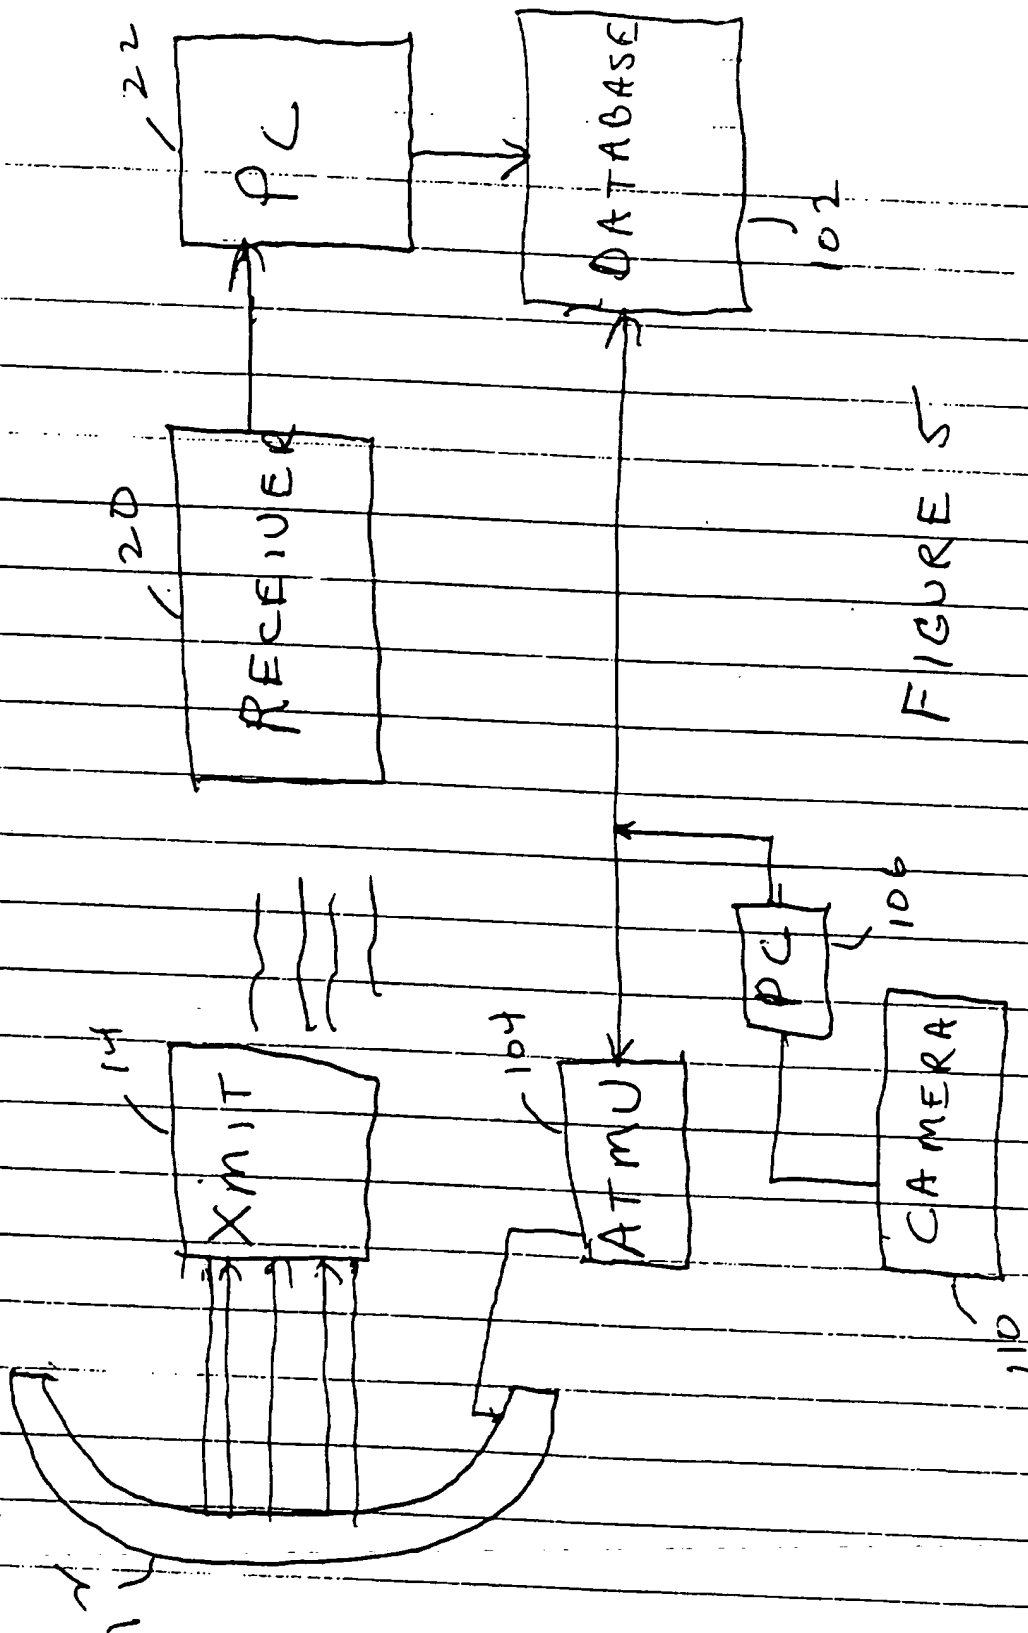 14
XMIT
20
RECEIVER
22
PC
104
ATMU
DATABASE
102
PC
106
CAMERA
110
FIGURE 5